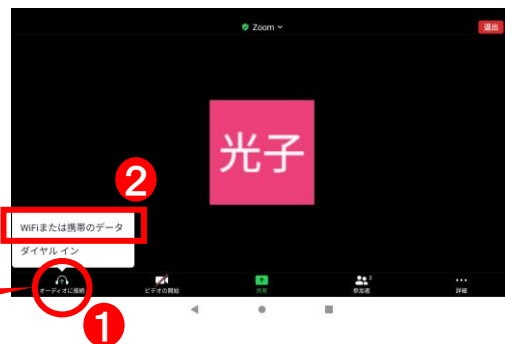 Zoom
退出
光子
2
WiFiまたは携帯のデータ
ダイヤル イン
オーディオに接続
ビデオの開始
共有
3
参加者
詳細
1